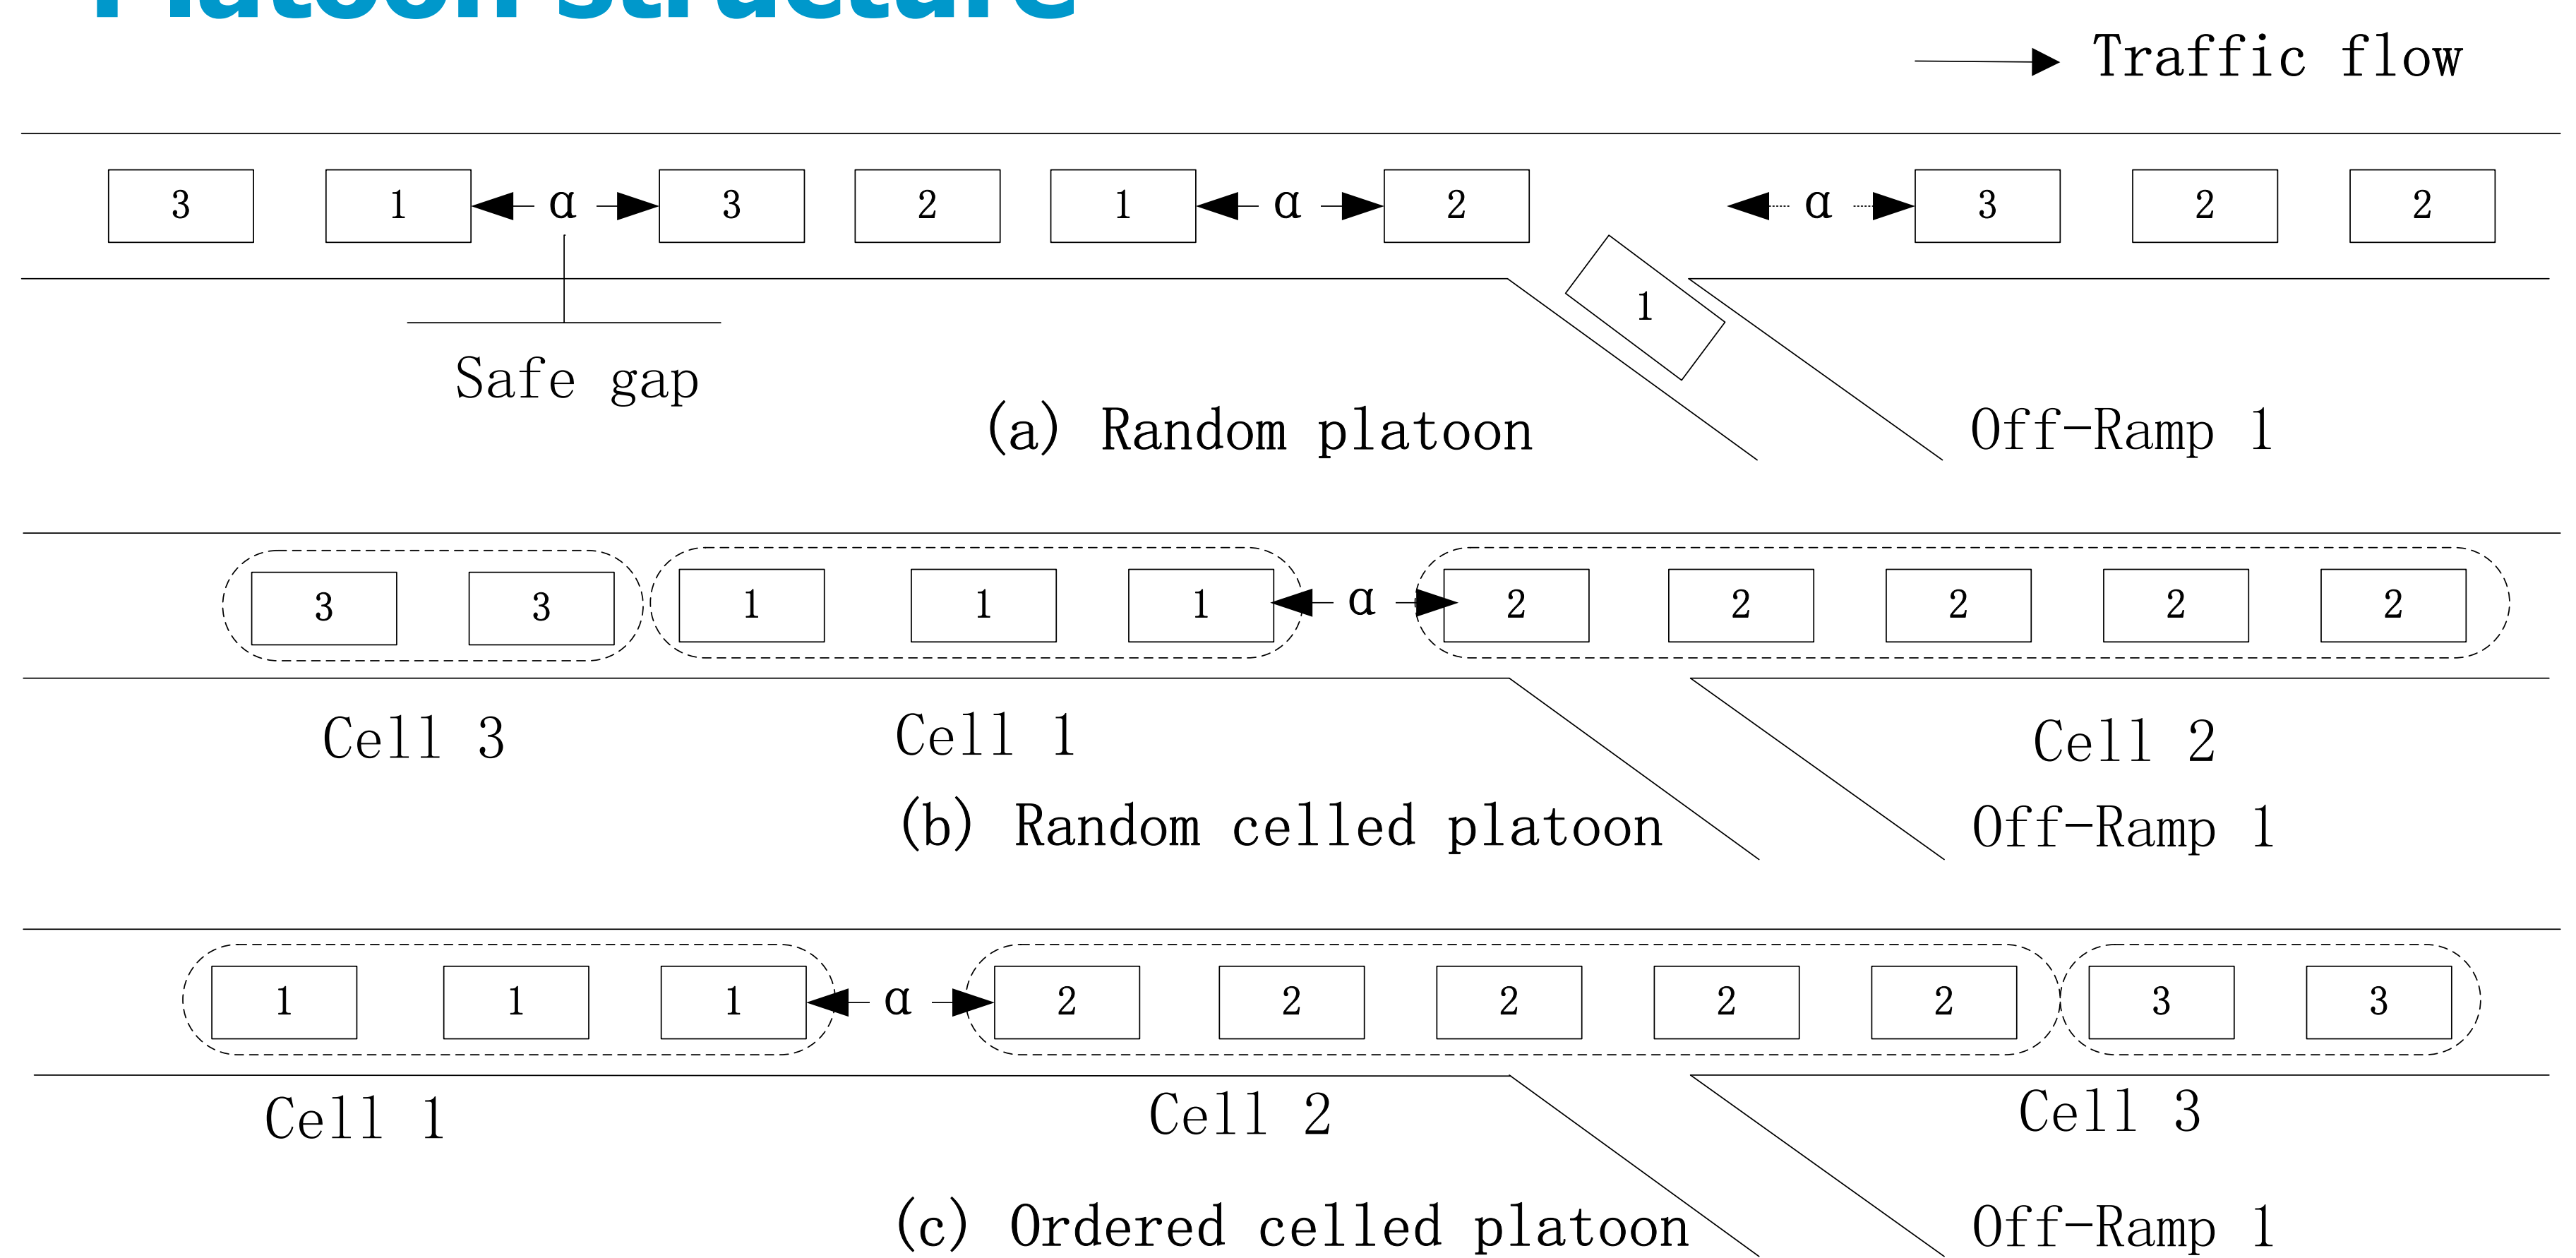 Platoon structure
Traffic flow
3 1 α 3 2 1 α 2 α 3 2 2
1
Safe gap
(a) Random platoon
Off-Ramp 1
3 3 1 1 1 α 2 2 2 2 2
Cell 3 Cell 1 Cell 2
(b) Random celled platoon
Off-Ramp 1
1 1 1 α 2 2 2 2 2 3 3
Cell 1 Cell 2 Cell 3
(c) Ordered celled platoon
Off-Ramp 1